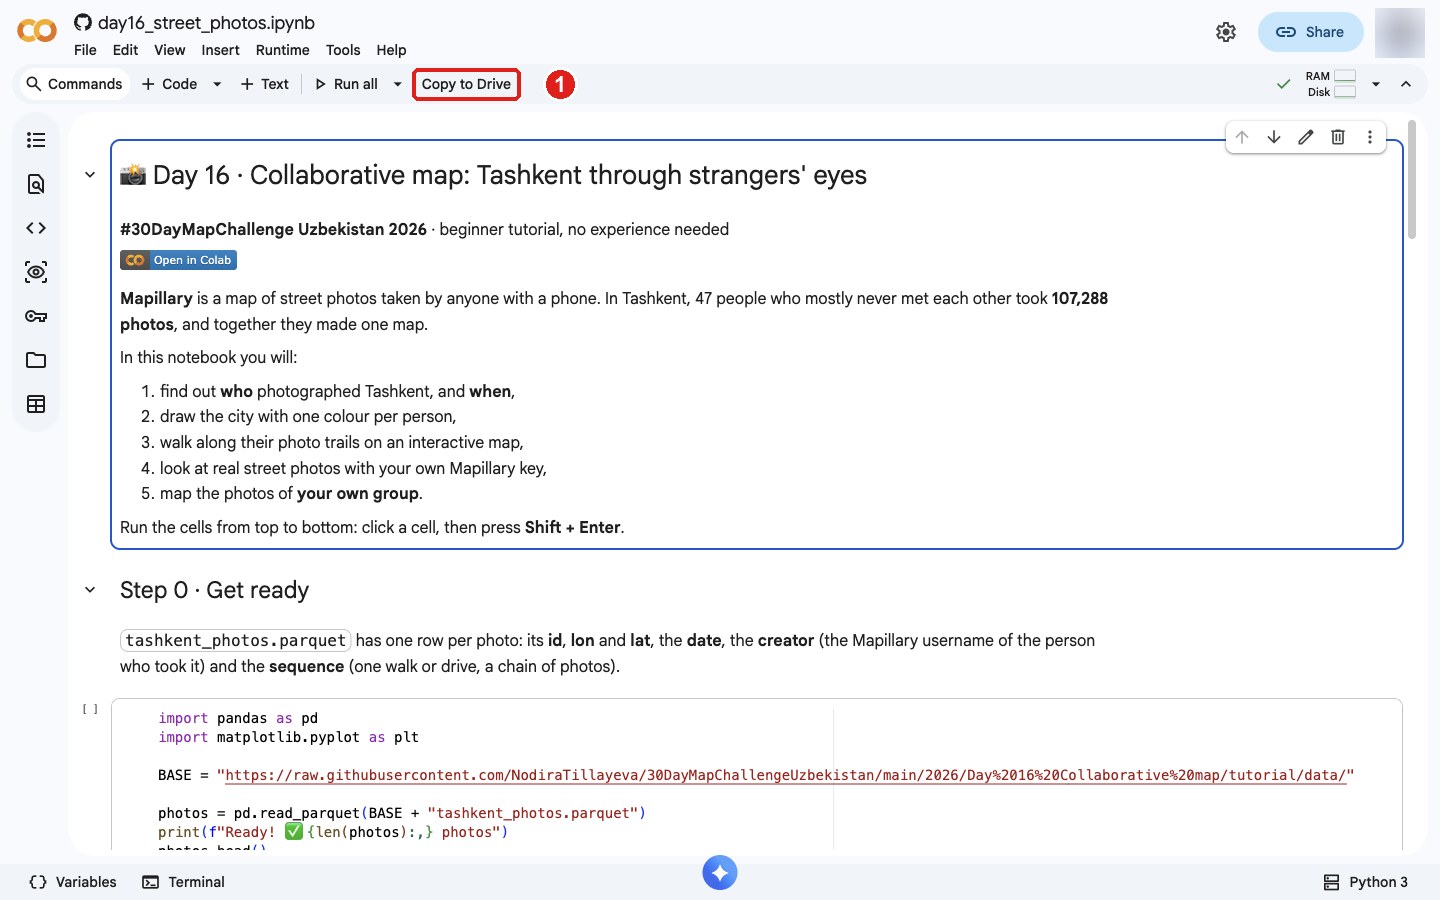 day16_street_photos.ipynb
File Edit View Insert Runtime Tools Help
Share
Commands + Code + Text Run all Copy to Drive 1
RAM
Disk
📸 Day 16 · Collaborative map: Tashkent through strangers' eyes
#30DayMapChallenge Uzbekistan 2026 · beginner tutorial, no experience needed
Open in Colab
Mapillary is a map of street photos taken by anyone with a phone. In Tashkent, 47 people who mostly never met each other took 107,288
photos, and together they made one map.
In this notebook you will:
1. find out who photographed Tashkent, and when,
2. draw the city with one colour per person,
3. walk along their photo trails on an interactive map,
4. look at real street photos with your own Mapillary key,
5. map the photos of your own group.
Run the cells from top to bottom: click a cell, then press Shift + Enter.
Step 0 · Get ready
tashkent_photos.parquet has one row per photo: its id, lon and lat, the date, the creator (the Mapillary username of the person
who took it) and the sequence (one walk or drive, a chain of photos).
[ ]
import pandas as pd
import matplotlib.pyplot as plt
BASE = "https://raw.githubusercontent.com/NodiraTillayeva/30DayMapChallengeUzbekistan/main/2026/Day%2016%20Collaborative%20map/tutorial/data/"
photos = pd.read_parquet(BASE + "tashkent_photos.parquet")
print(f"Ready! ✅ {len(photos):,} photos")
photos.head()
{} Variables Terminal
Python 3